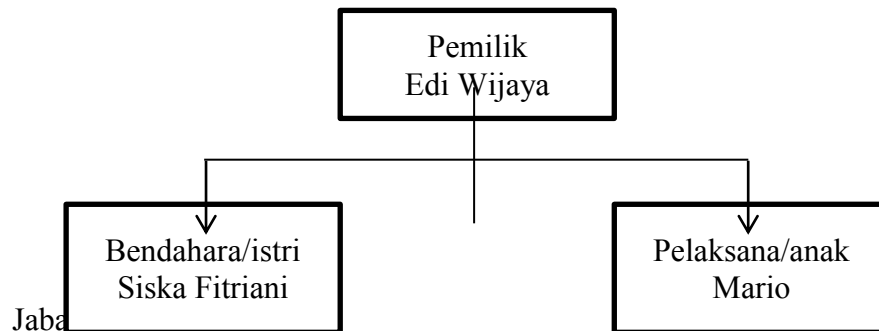 Pemilik
Edi Wijaya
Bendahara/istri
Siska Fitriani
Pelaksana/anak
Mario